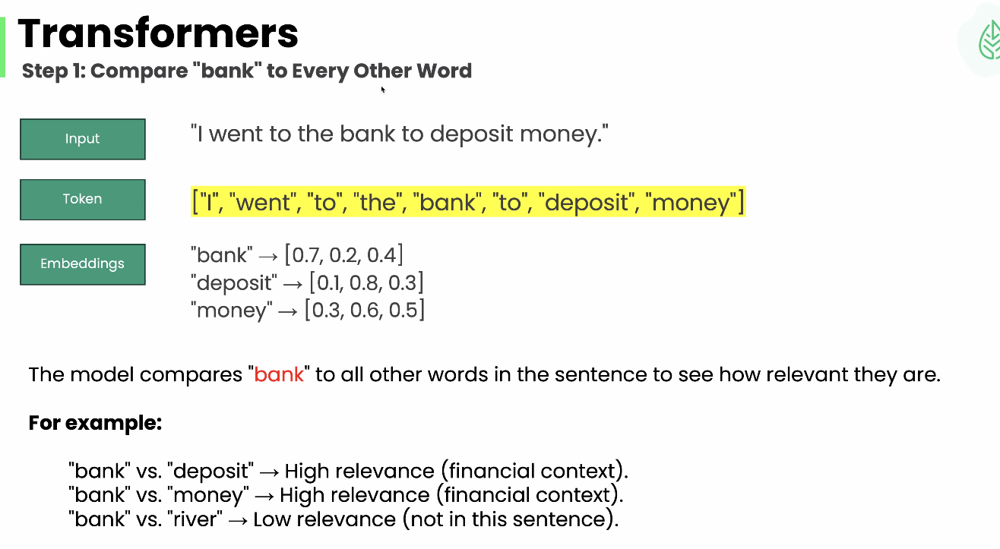 Transformers
Step 1: Compare "bank" to Every Other Word
Input
"I went to the bank to deposit money."
Token
["I", "went", "to", "the", "bank", "to", "deposit", "money"]
Embeddings
"bank" → [0.7, 0.2, 0.4]
"deposit" → [0.1, 0.8, 0.3]
"money" → [0.3, 0.6, 0.5]
The model compares "bank" to all other words in the sentence to see how relevant they are.
For example:
"bank" vs. "deposit" → High relevance (financial context).
"bank" vs. "money" → High relevance (financial context).
"bank" vs. "river" → Low relevance (not in this sentence).